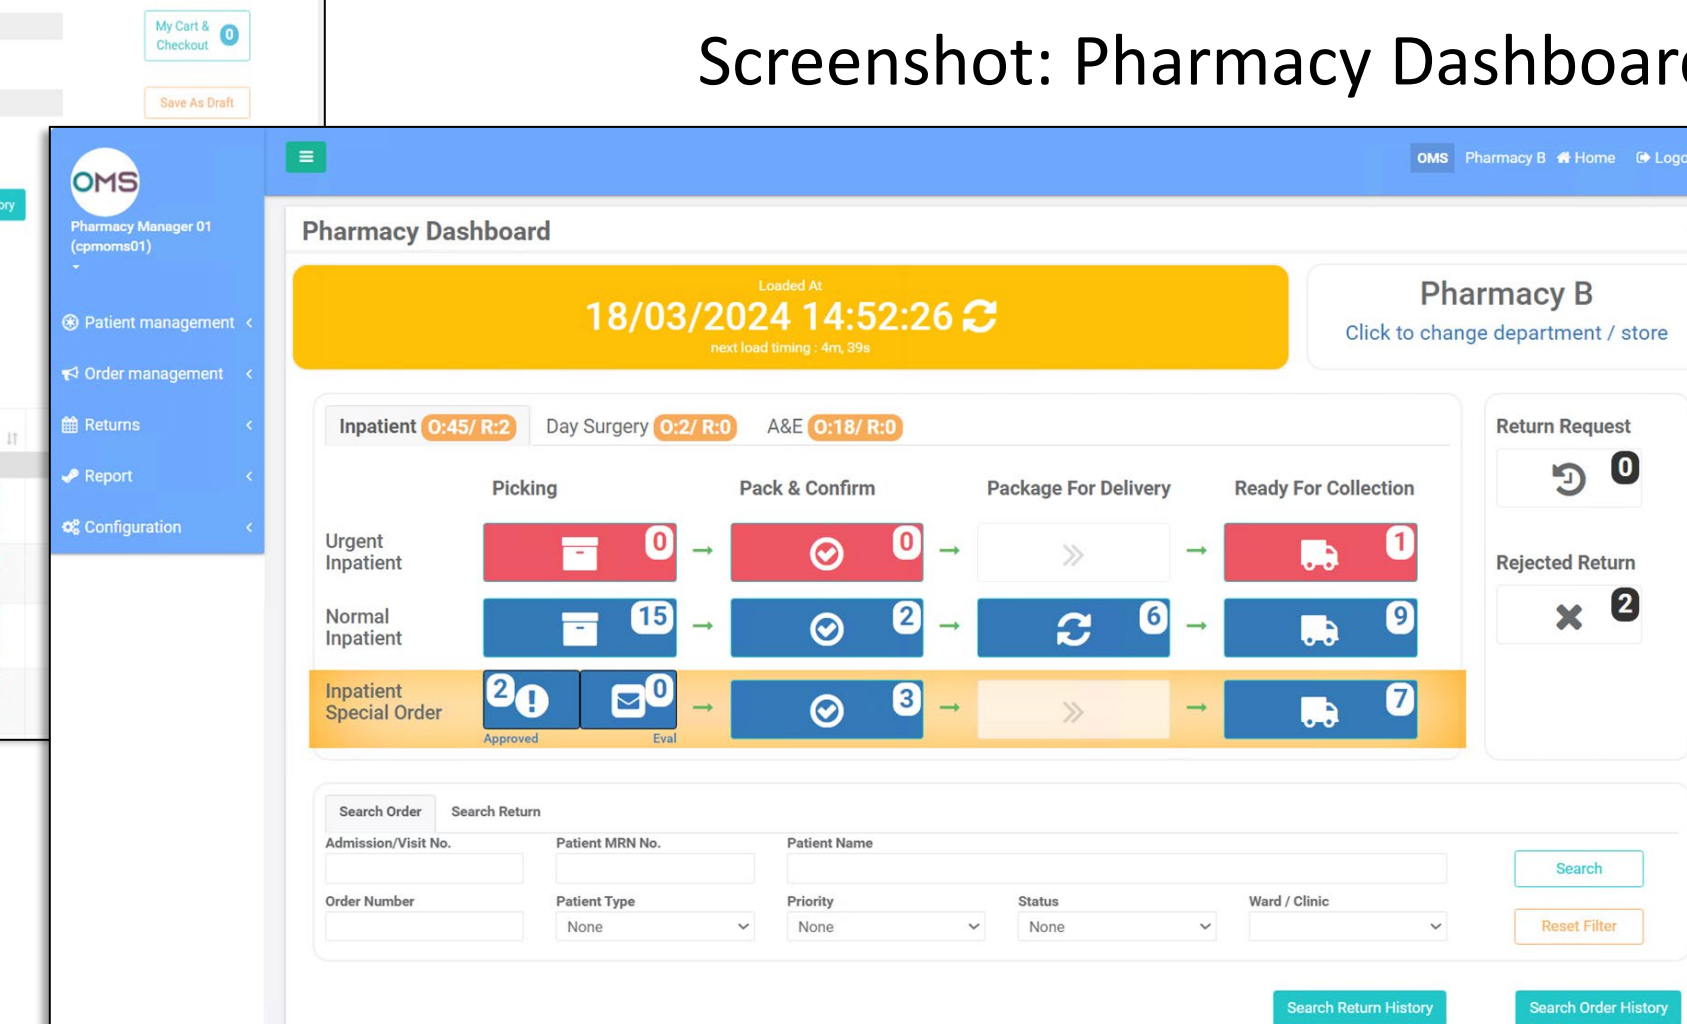 My Cart &
Checkout
0
Save As Draft
Screenshot: Pharmacy Dashboar
OMS
Pharmacy Manager 01
(cpmoms01)
Patient management
Order management
Returns
Report
Configuration
OMS Pharmacy B Home Logo
Pharmacy Dashboard
Loaded At
18/03/2024 14:52:26
next load timing : 4m, 39s
Pharmacy B
Click to change department / store
Inpatient O:45/ R:2 Day Surgery O:2/ R:0 A&E O:18/ R:0
Picking Pack & Confirm Package For Delivery Ready For Collection
Urgent
Inpatient
0 0 1
Normal
Inpatient
15 2 6 9
Inpatient
Special Order
2 0 3 7
Approved Eval
Return Request
0
Rejected Return
2
Search Order Search Return
Admission/Visit No. Patient MRN No. Patient Name
Search
Order Number Patient Type Priority Status Ward / Clinic
None None None
Reset Filter
Search Return History Search Order History